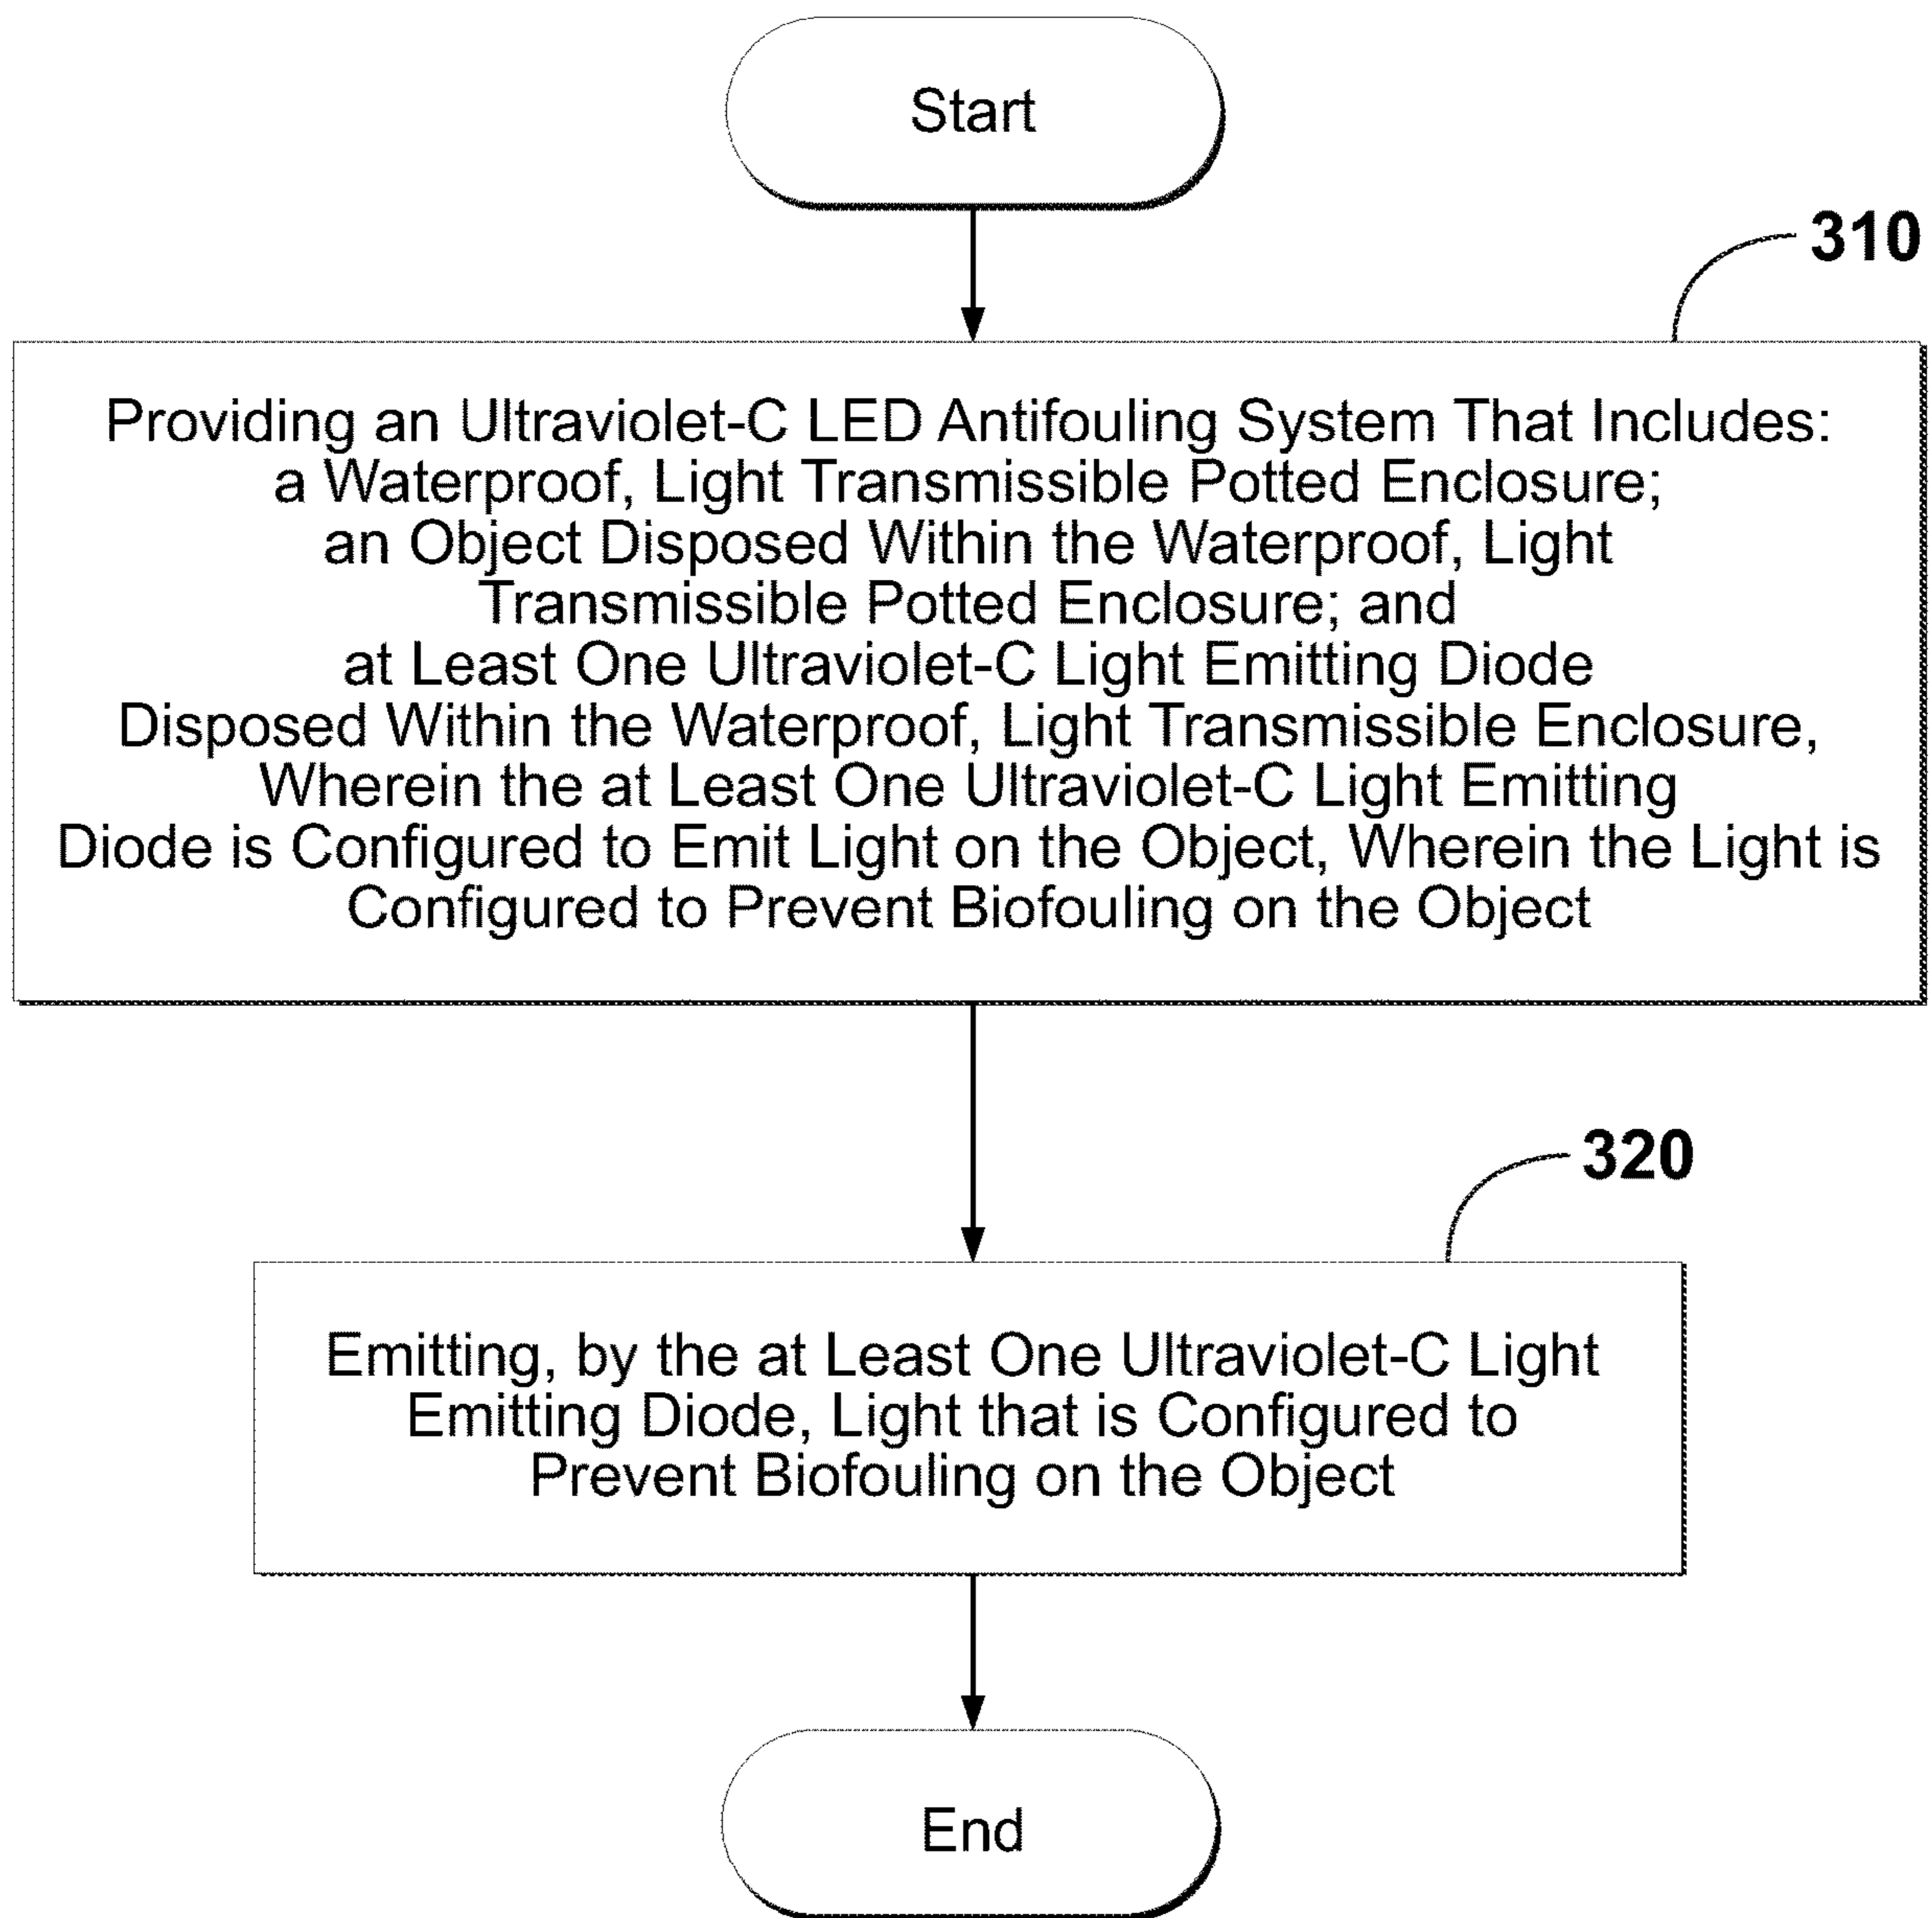 Start
310
Providing an Ultraviolet-C LED Antifouling System That Includes:
a Waterproof, Light Transmissible Potted Enclosure;
an Object Disposed Within the Waterproof, Light
Transmissible Potted Enclosure; and
at Least One Ultraviolet-C Light Emitting Diode
Disposed Within the Waterproof, Light Transmissible Enclosure,
Wherein the at Least One Ultraviolet-C Light Emitting
Diode is Configured to Emit Light on the Object, Wherein the Light is
Configured to Prevent Biofouling on the Object
320
Emitting, by the at Least One Ultraviolet-C Light
Emitting Diode, Light that is Configured to
Prevent Biofouling on the Object
End